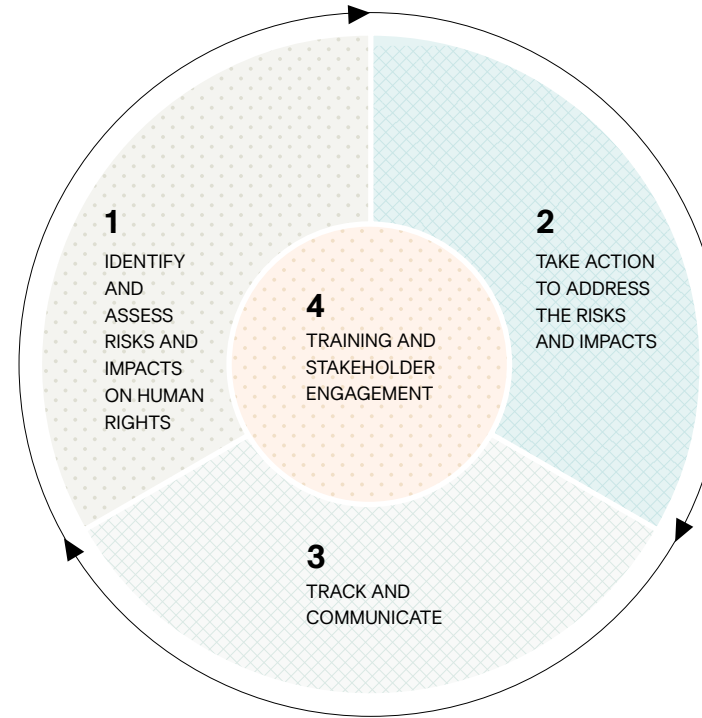 1
IDENTIFY
AND
ASSESS
RISKS AND
IMPACTS
ON HUMAN
RIGHTS
2
TAKE ACTION
TO ADDRESS
THE RISKS
AND IMPACTS
3
TRACK AND
COMMUNICATE
4
TRAINING AND
STAKEHOLDER
ENGAGEMENT